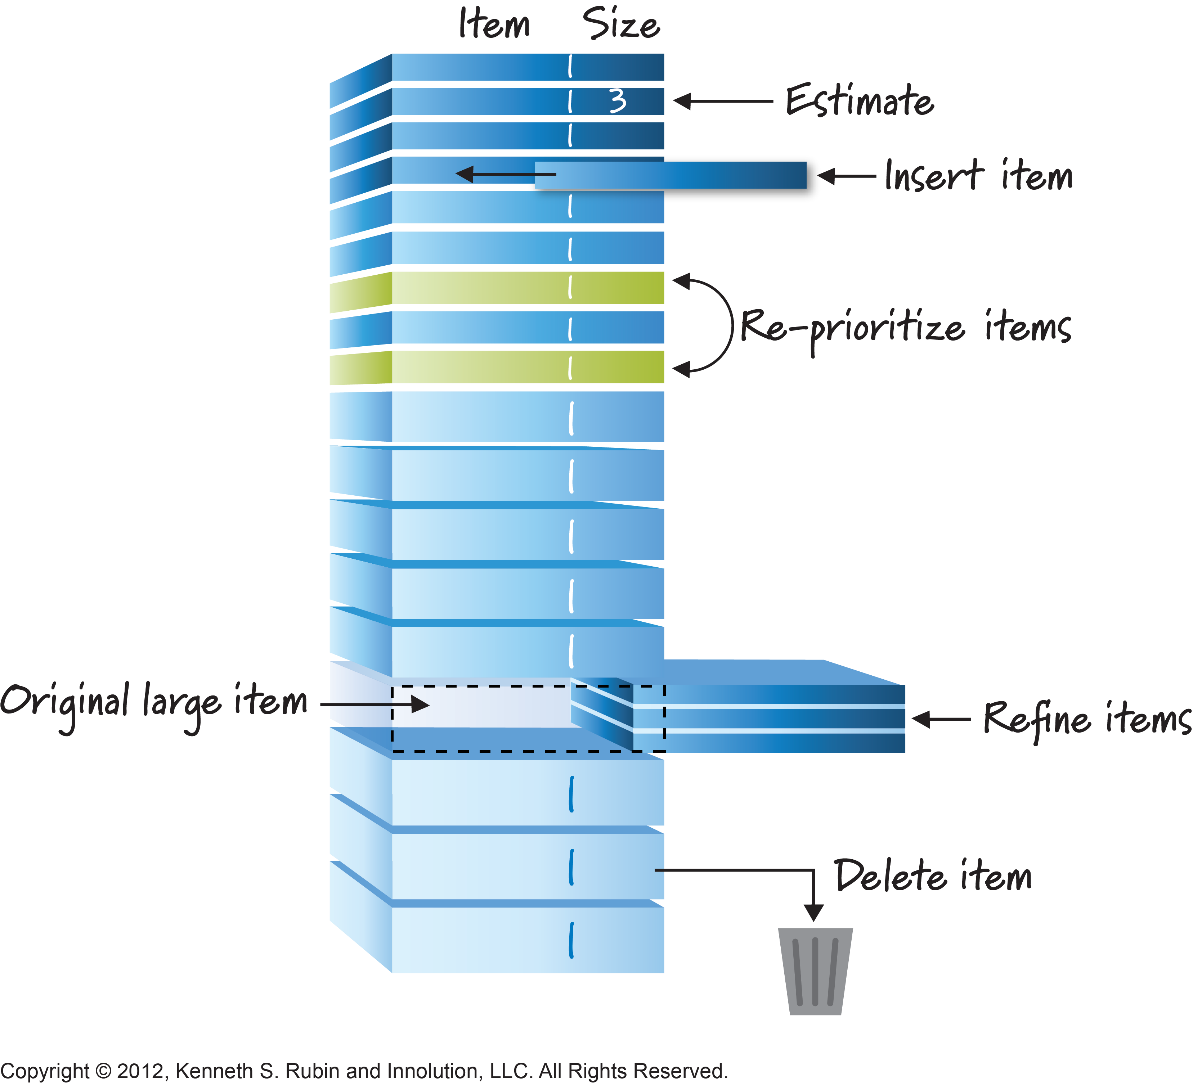 Item Size
3
Estimate
Insert item
Re-prioritize items
Original large item
Refine items
Delete item
Copyright © 2012, Kenneth S. Rubin and Innolution, LLC. All Rights Reserved.